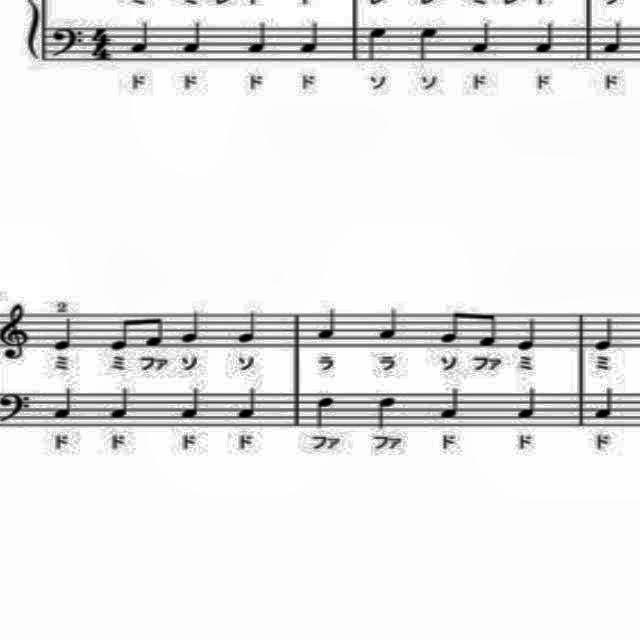 ド ド ド ド ソ ソ ド ド ド
2
ミ ミ ファ ソ ソ ラ ラ ソ ファ ミ ミ
ド ド ド ド ファ ファ ド ド ド